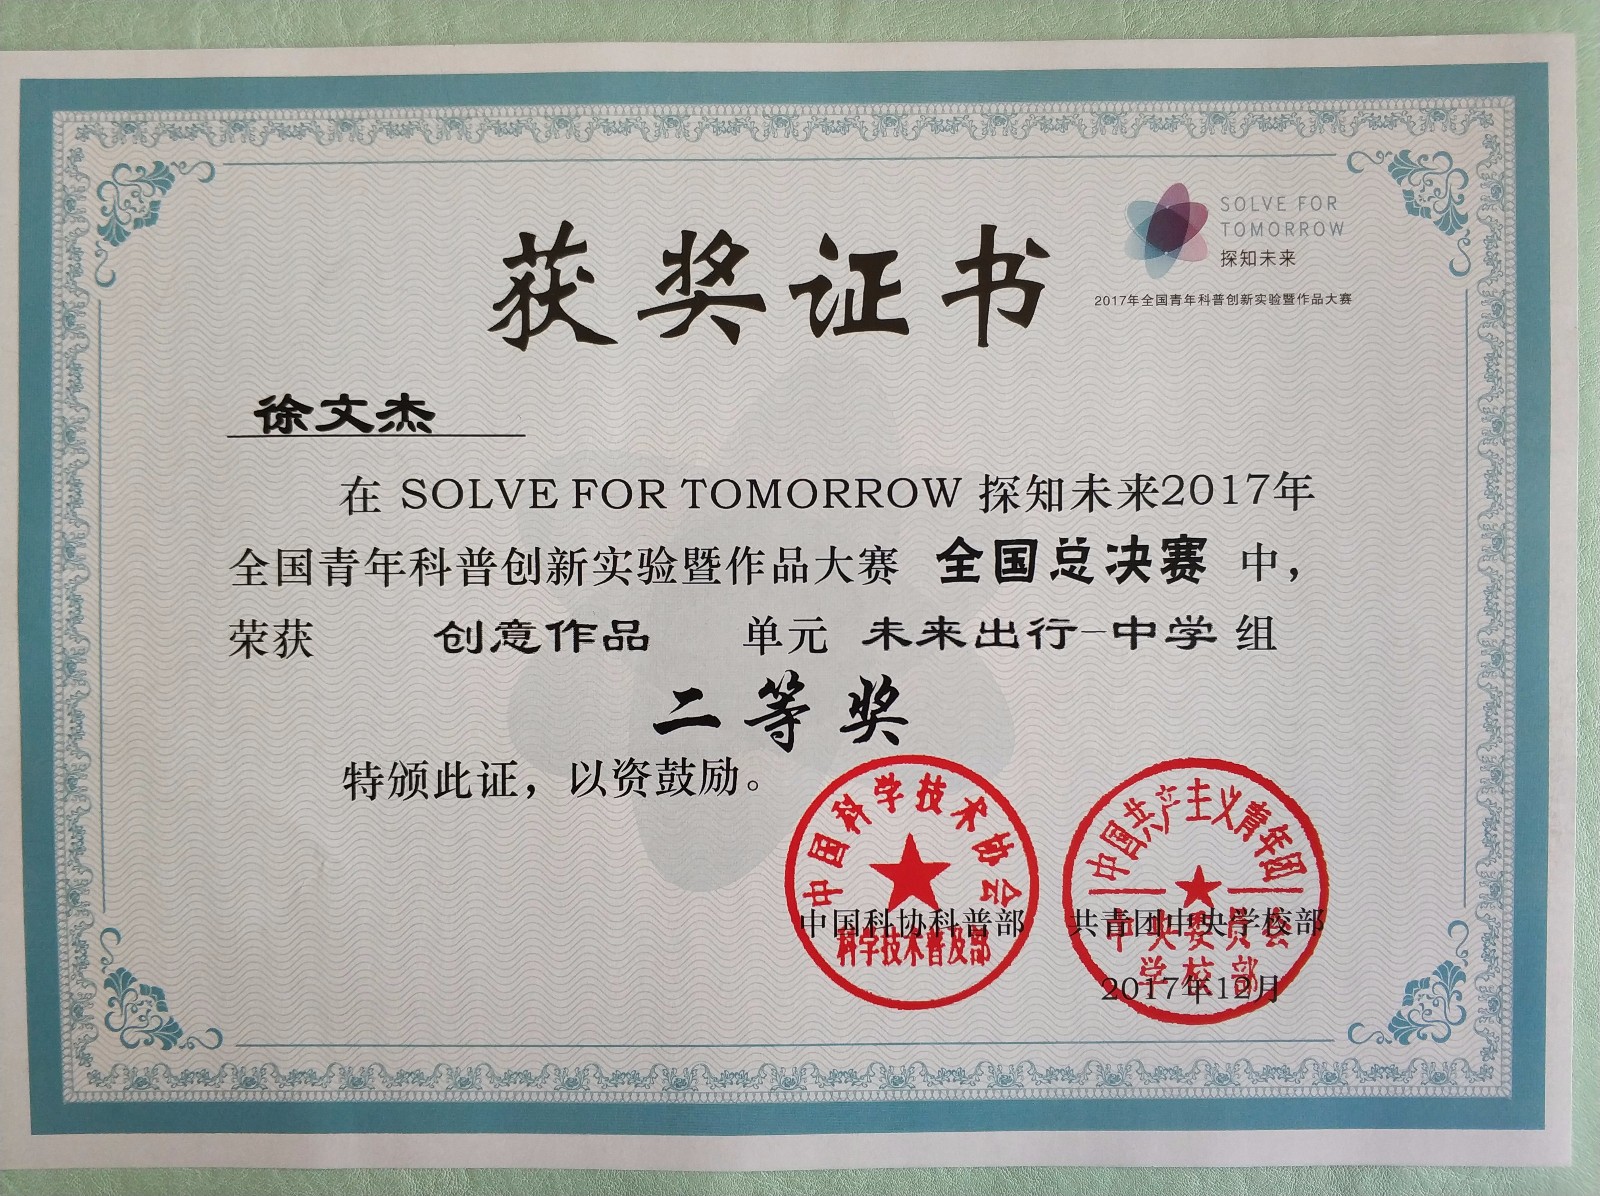 SOLVE FOR
TOMORROW
探知未来
2017年全国青年科普创新实验暨作品大赛
获奖证书
徐文杰
在 SOLVE FOR TOMORROW 探知未来2017年
全国青年科普创新实验暨作品大赛 全国总决赛 中，
荣获 创意作品 单元 未来出行-中学 组
二等奖
特颁此证，以资鼓励。
中国科学技术协会
中国科协科普部
科学技术普及部
中国共产主义青年团
共青团中央学校部
中央委员会
学校部
2017年12月